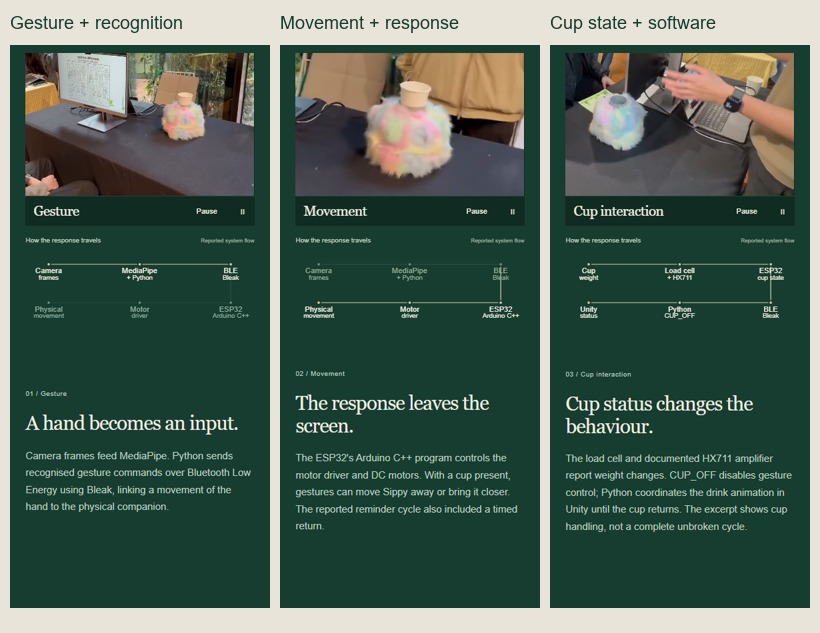 Gesture + recognition
Gesture
Pause
II
How the response travels
Reported system flow
Camera
frames
MediaPipe
+ Python
BLE
Bleak
Physical
movement
Motor
driver
ESP32
Arduino C++
01 / Gesture
A hand becomes an input.
Camera frames feed MediaPipe. Python sends
recognised gesture commands over Bluetooth Low
Energy using Bleak, linking a movement of the
hand to the physical companion.
Movement + response
Movement
Pause
II
How the response travels
Reported system flow
Camera
frames
MediaPipe
+ Python
BLE
Bleak
Physical
movement
Motor
driver
ESP32
Arduino C++
02 / Movement
The response leaves the
screen.
The ESP32's Arduino C++ program controls the
motor driver and DC motors. With a cup present,
gestures can move Sippy away or bring it closer.
The reported reminder cycle also included a timed
return.
Cup state + software
Cup interaction
Pause
II
How the response travels
Reported system flow
Cup
weight
Load cell
+ HX711
ESP32
cup state
Unity
status
Python
CUP_OFF
BLE
Bleak
03 / Cup interaction
Cup status changes the
behaviour.
The load cell and documented HX711 amplifier
report weight changes. CUP_OFF disables gesture
control; Python coordinates the drink animation in
Unity until the cup returns. The excerpt shows cup
handling, not a complete unbroken cycle.